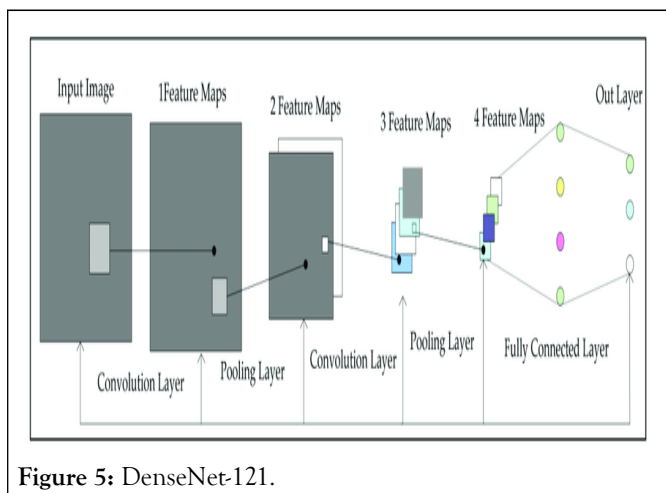 Input Image
1Feature Maps
2 Feature Maps
3 Feature Maps
4 Feature Maps
Out Layer
Convolution Layer
Pooling Layer
Convolution Layer
Pooling Layer
Fully Connected Layer
Figure 5: DenseNet-121.